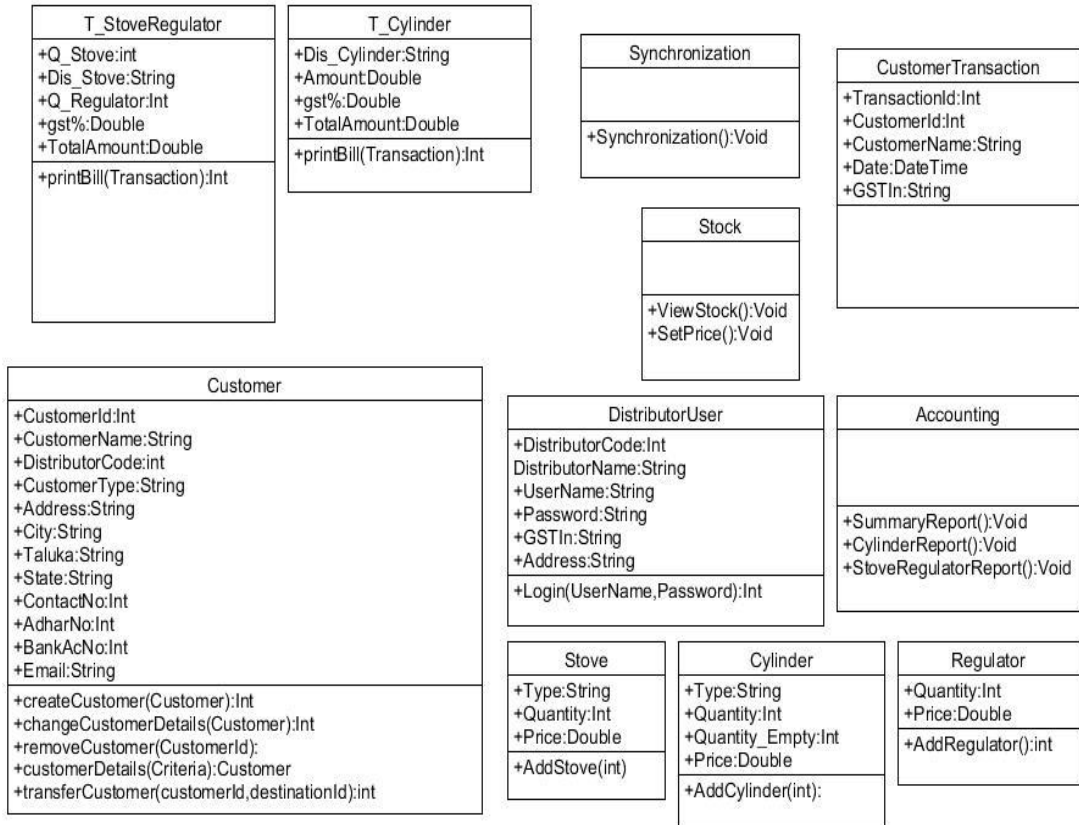 T_StoveRegulator
+Q_Stove:int
+Dis_Stove:String
+Q_Regulator:Int
+gst%:Double
+TotalAmount:Double
+printBill(Transaction):Int
T_Cylinder
+Dis_Cylinder:String
+Amount:Double
+gst%:Double
+TotalAmount:Double
+printBill(Transaction):Int
Synchronization
+Synchronization():Void
CustomerTransaction
+TransactionId:Int
+CustomerId:Int
+CustomerName:String
+Date:DateTime
+GSTIn:String
Stock
+ViewStock():Void
+SetPrice():Void
Customer
+CustomerId:Int
+CustomerName:String
+DistributorCode:int
+CustomerType:String
+Address:String
+City:String
+Taluka:String
+State:String
+ContactNo:Int
+AdharNo:Int
+BankAcNo:Int
+Email:String
+createCustomer(Customer):Int
+changeCustomerDetails(Customer):Int
+removeCustomer(CustomerId):
+customerDetails(Criteria):Customer
+transferCustomer(customerId,destinationId):int
DistributorUser
+DistributorCode:Int
DistributorName:String
+UserName:String
+Password:String
+GSTIn:String
+Address:String
+Login(UserName,Password):Int
Accounting
+SummaryReport():Void
+CylinderReport():Void
+StoveRegulatorReport():Void
Stove
+Type:String
+Quantity:Int
+Price:Double
+AddStove(int)
Cylinder
+Type:String
+Quantity:Int
+Quantity_Empty:Int
+Price:Double
+AddCylinder(int):
Regulator
+Quantity:Int
+Price:Double
+AddRegulator():int